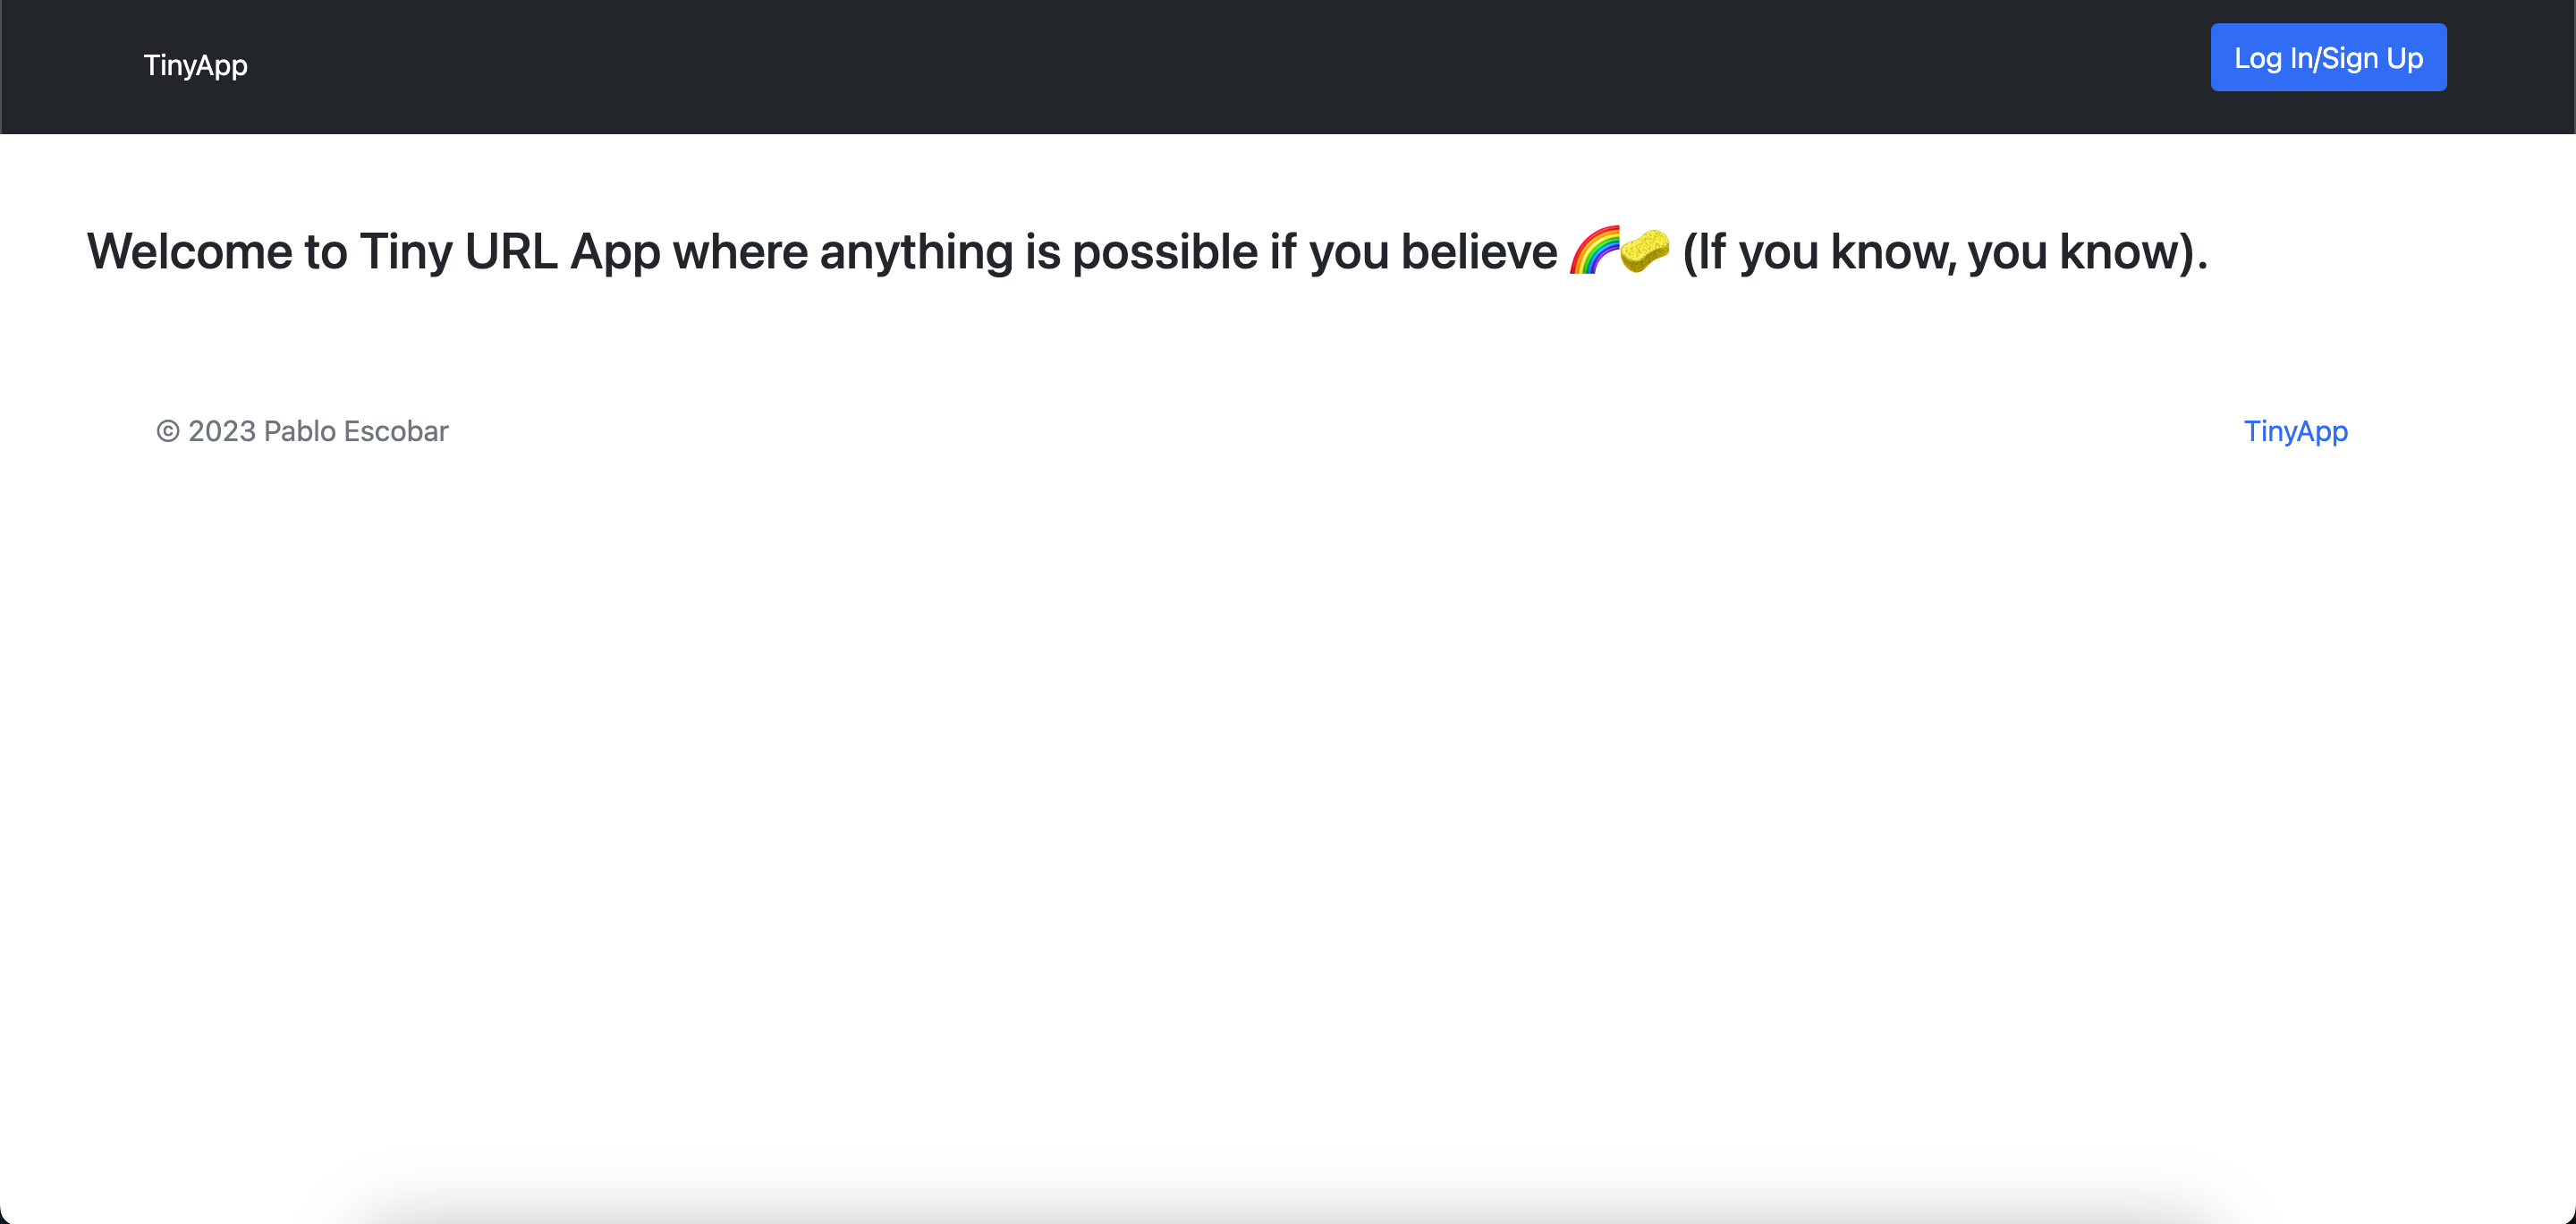 TinyApp
Log In/Sign Up
Welcome to Tiny URL App where anything is possible if you believe 🌈🧽 (If you know, you know).
© 2023 Pablo Escobar
TinyApp